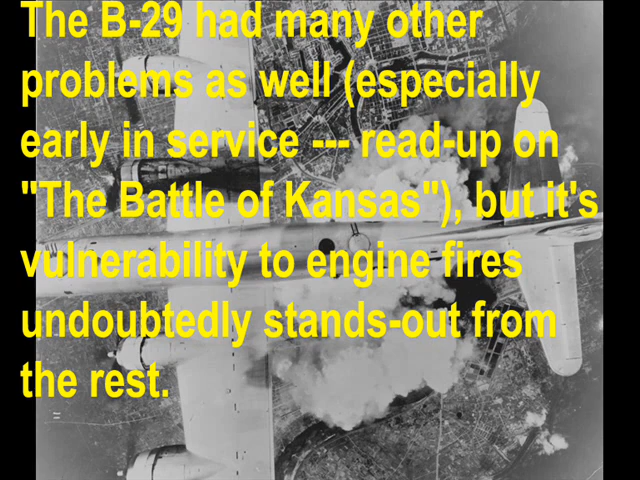 The B-29 had many other
problems as well (especially
early in service --- read-up on
"The Battle of Kansas"), but it's
vulnerability to engine fires
undoubtedly stands-out from
the rest.